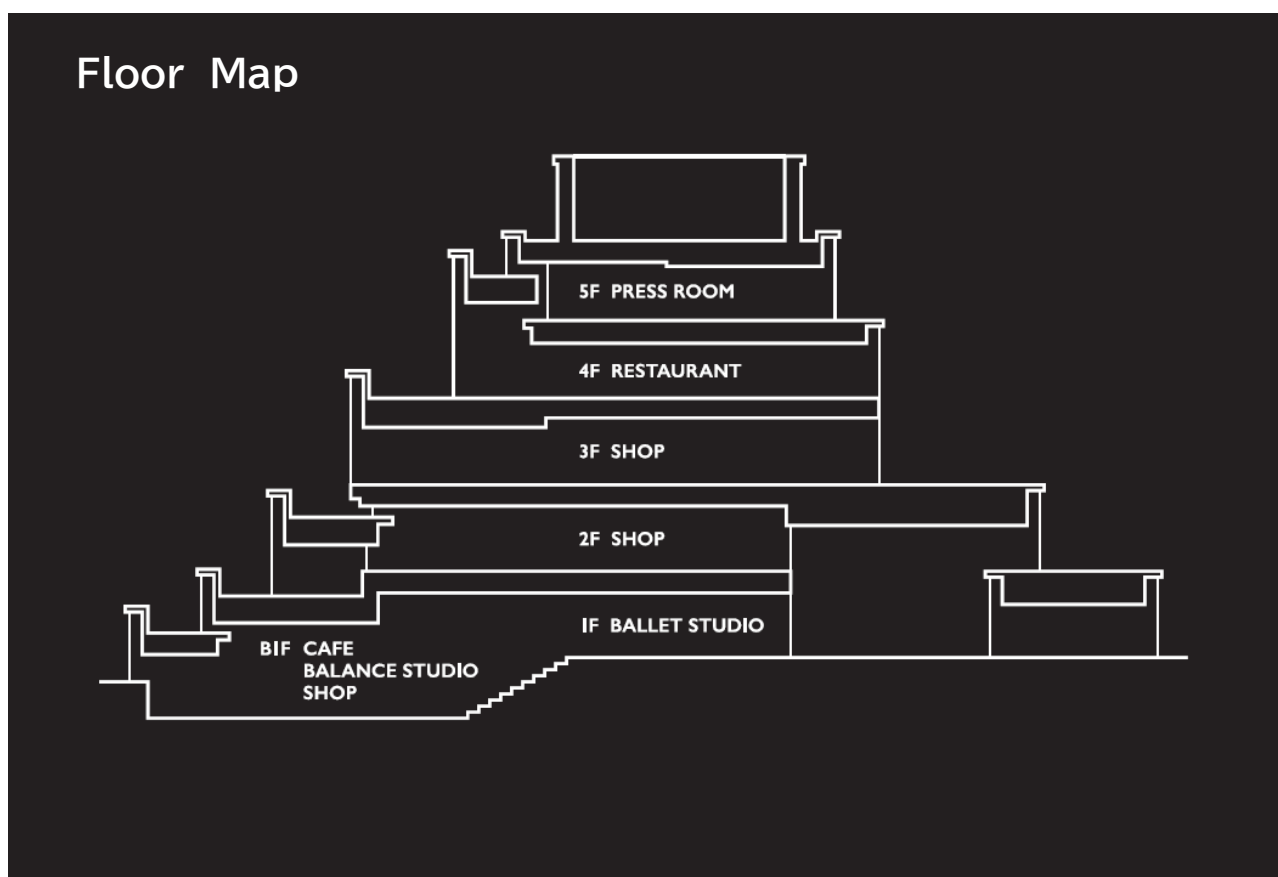 Floor Map
5F PRESS ROOM
4F RESTAURANT
3F SHOP
2F SHOP
1F BALLET STUDIO
B1F CAFE
BALANCE STUDIO
SHOP